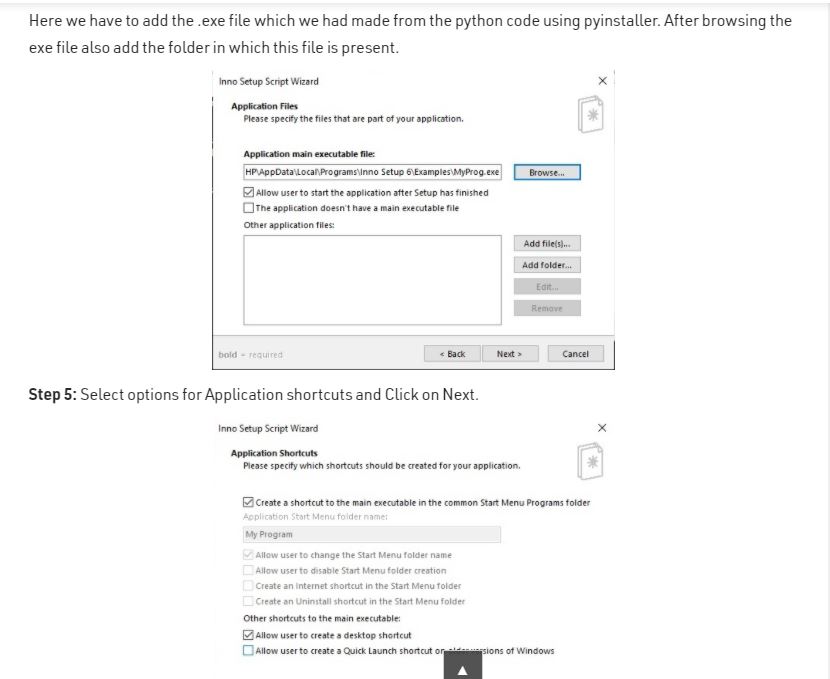 Here we have to add the .exe file which we had made from the python code using pyinstaller. After browsing the
exe file also add the folder in which this file is present.
Inno Setup Script Wizard
Application Files
Please specify the files that are part of your application.
Application main executable file:
HP\AppData\Local\Programs\Inno Setup 6\Examples\MyProg.exe
Browse...
Allow user to start the application after Setup has finished
The application doesn't have a main executable file
Other application files:
Add file(s)...
Add folder...
Edit...
Remove
bold = required
< Back
Next >
Cancel
Step 5: Select options for Application shortcuts and Click on Next.
Inno Setup Script Wizard
Application Shortcuts
Please specify which shortcuts should be created for your application.
Create a shortcut to the main executable in the common Start Menu Programs folder
Application Start Menu folder name:
My Program
Allow user to change the Start Menu folder name
Allow user to disable Start Menu folder creation
Create an Internet shortcut in the Start Menu folder
Create an Uninstall shortcut in the Start Menu folder
Other shortcuts to the main executable:
Allow user to create a desktop shortcut
Allow user to create a Quick Launch shortcut on older versions of Windows